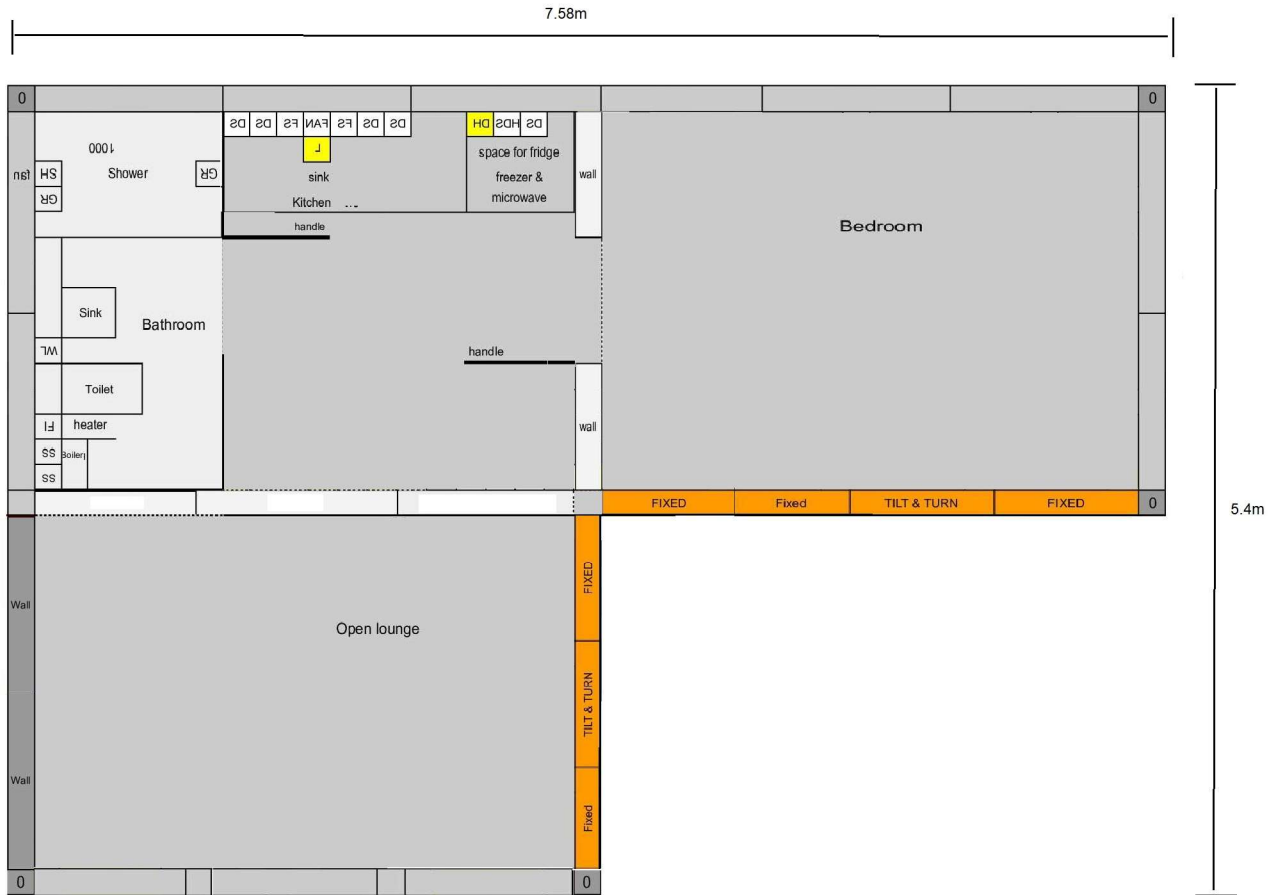 7.58m
0
0
DS DS FS FAN FS DS DS
DH HDS DS
1000
fan
SH
Shower
GR
L
space for fridge
wall
GR
sink
freezer &
Kitchen
microwave
handle
Bedroom
Sink
Bathroom
WL
handle
Toilet
FI
heater
wall
SS
Boiler
SS
FIXED
Fixed
TILT & TURN
FIXED
0
5.4m
Wall
FIXED
Open lounge
TILT & TURN
Wall
Fixed
0
0